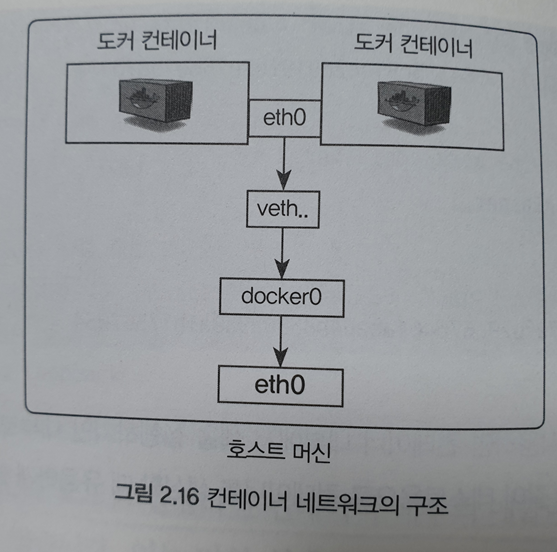 도커 컨테이너
도커 컨테이너
eth0
veth..
docker0
eth0
호스트 머신
그림 2.16 컨테이너 네트워크의 구조